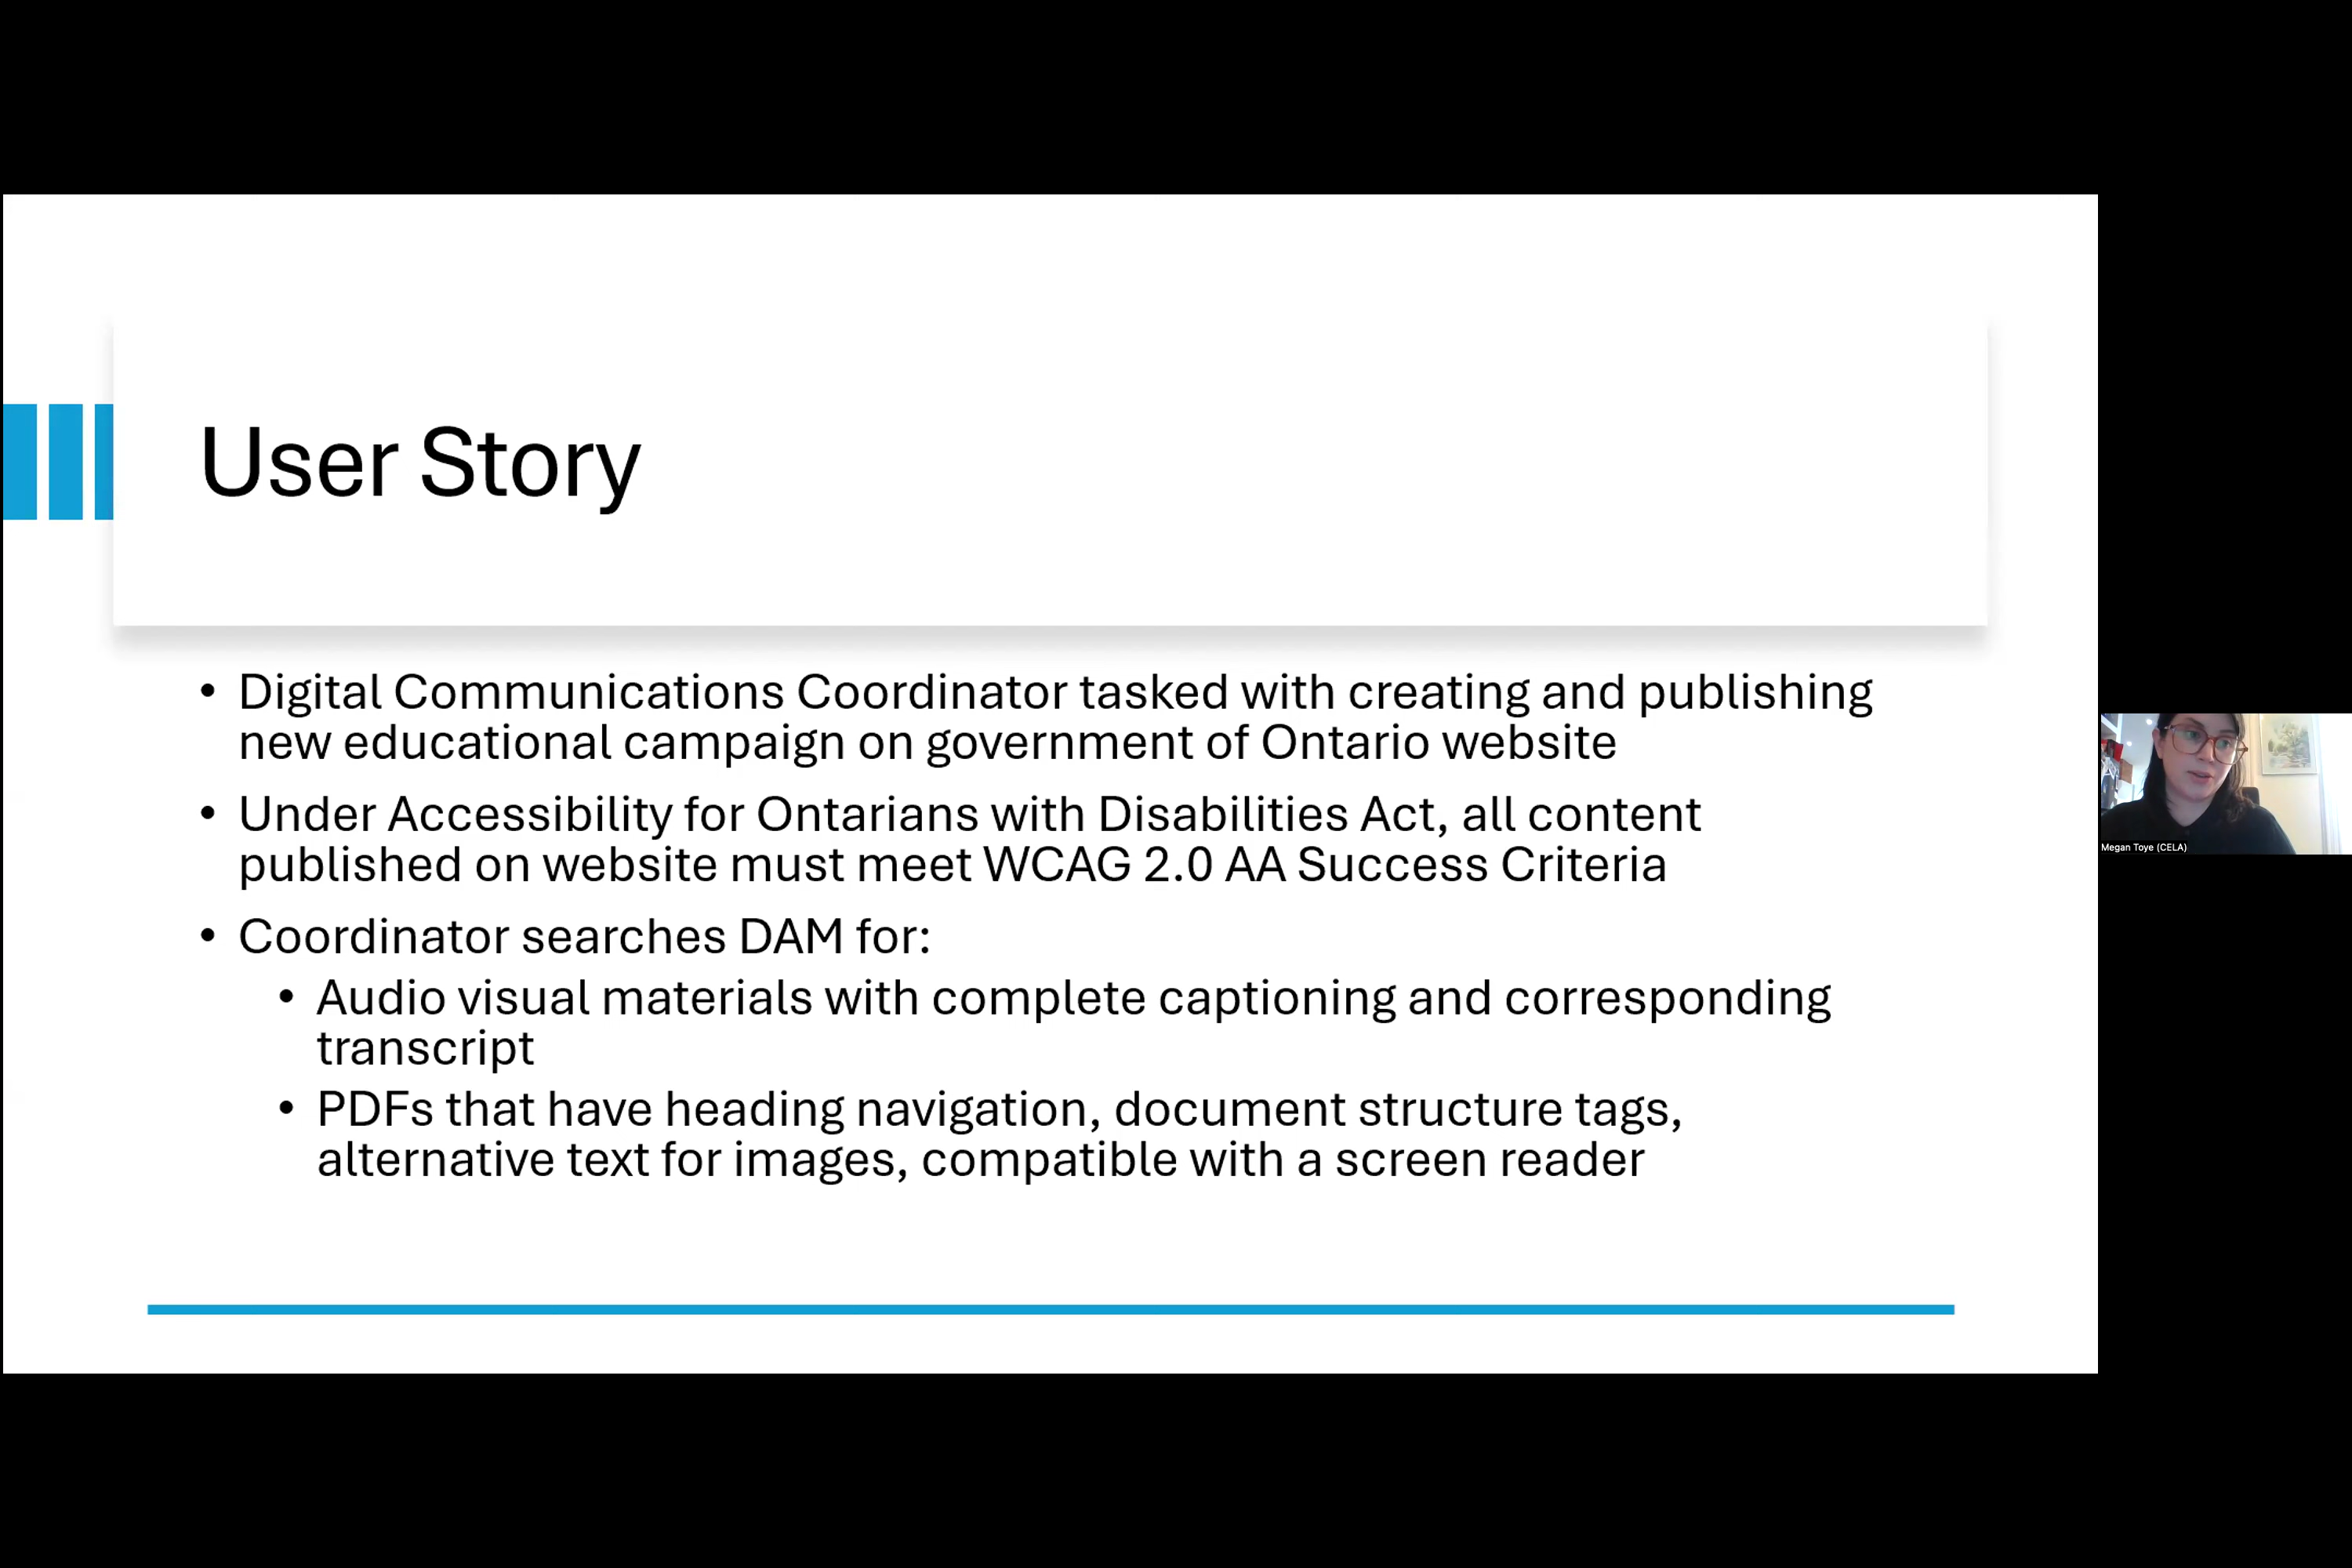 User Story
• Digital Communications Coordinator tasked with creating and publishing
new educational campaign on government of Ontario website
• Under Accessibility for Ontarians with Disabilities Act, all content
published on website must meet WCAG 2.0 AA Success Criteria
• Coordinator searches DAM for:
• Audio visual materials with complete captioning and corresponding
transcript
• PDFs that have heading navigation, document structure tags,
alternative text for images, compatible with a screen reader
Megan Toye (CELA)